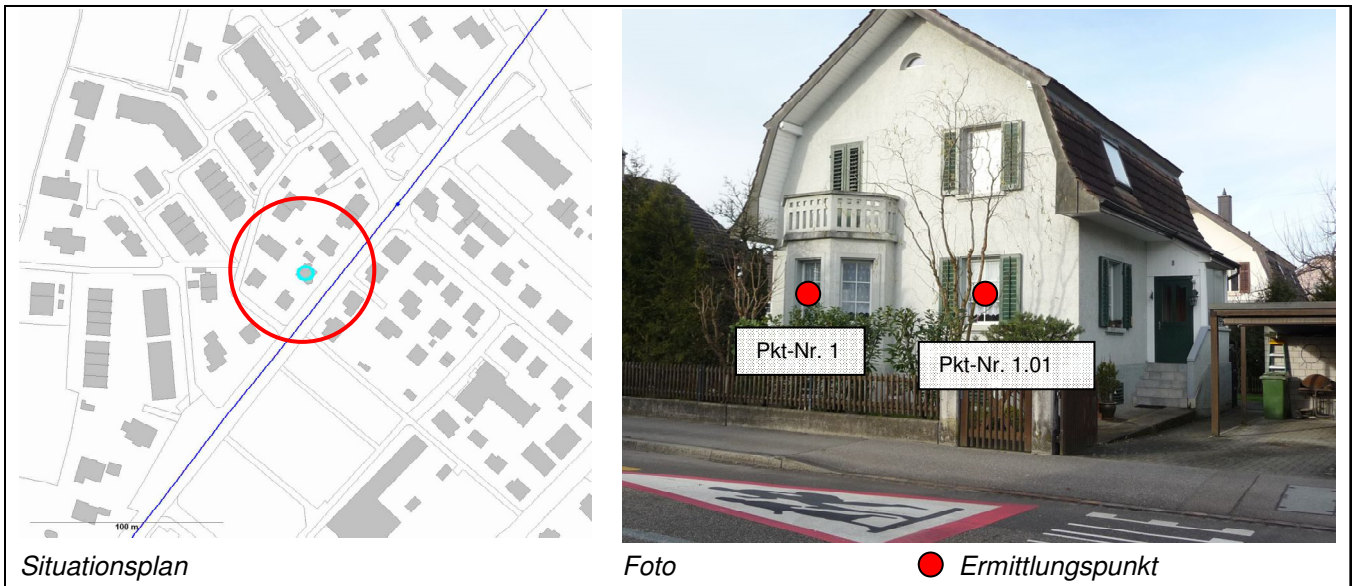 100 m
Pkt-Nr. 1
Pkt-Nr. 1.01
Situationsplan
Foto
Ermittlungspunkt